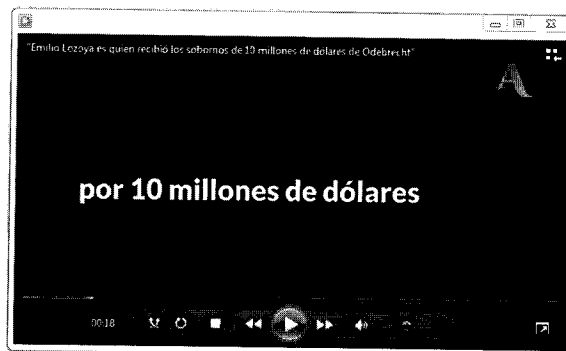 "Emilio Lozoya es quien recibió los sobornos de 10 millones de dólares de Odebrecht"
A
por 10 millones de dólares
00:18